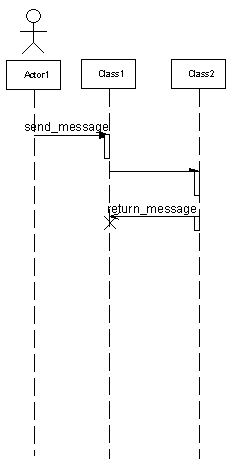 Actor1
Class1
Class2
send_message
return_message